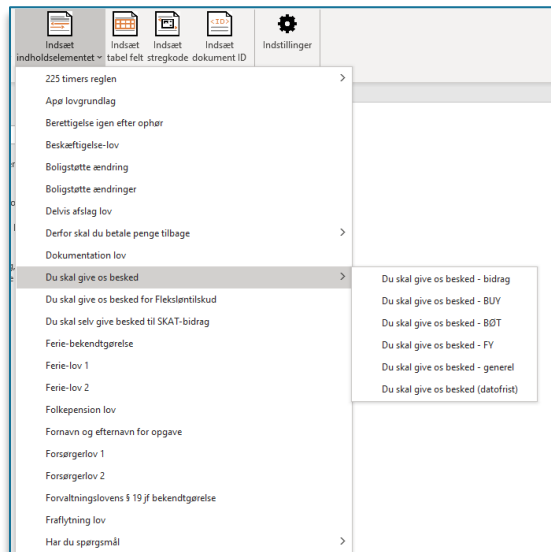 Indsæt
indholdselementet
Indsæt
tabel felt
Indsæt
stregkode
<ID>
Indsæt
dokument ID
Indstillinger
225 timers reglen
Apø lovgrundlag
Berettigelse igen efter ophør
Beskæftigelse-lov
Boligstøtte ændring
Boligstøtte ændringer
Delvis afslag lov
Derfor skal du betale penge tilbage
Dokumentation lov
Du skal give os besked
Du skal give os besked for Fleksløntilskud
Du skal selv give besked til SKAT-bidrag
Ferie-bekendtgørelse
Ferie-lov 1
Ferie-lov 2
Folkepension lov
Fornavn og efternavn for opgave
Forsørgerlov 1
Forsørgerlov 2
Forvaltningslovens § 19 jf bekendtgørelse
Fraflytning lov
Har du spørgsmål
Du skal give os besked - bidrag
Du skal give os besked - BUY
Du skal give os besked - BØT
Du skal give os besked - FY
Du skal give os besked - generel
Du skal give os besked (datofrist)